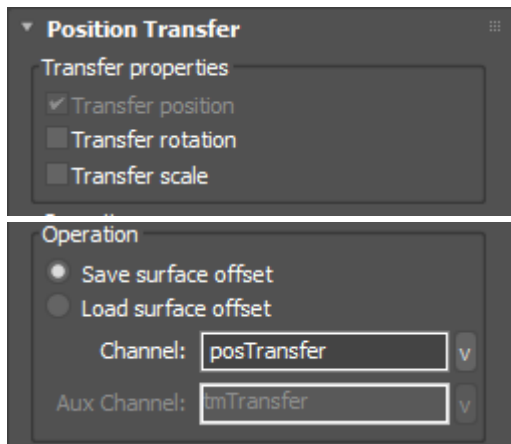 Position Transfer
Transfer properties
Transfer position
Transfer rotation
Transfer scale
Operation
Save surface offset
Load surface offset
Channel: posTransfer v
Aux Channel: tmTransfer v